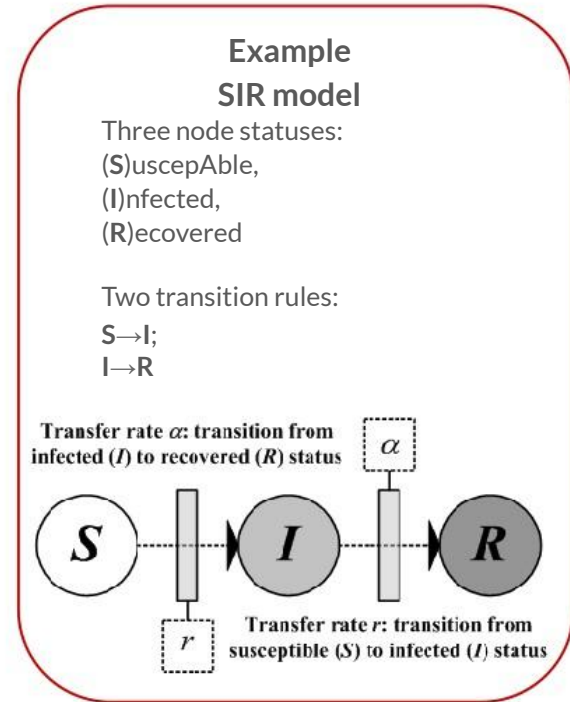 Example
SIR model
Three node statuses:
(S)uscepAble,
(I)nfected,
(R)ecovered
Two transition rules:
S→I;
I→R
Transfer rate α: transition from
infected (I) to recovered (R) status
α
S
I
R
r
Transfer rate r: transition from
susceptible (S) to infected (I) status